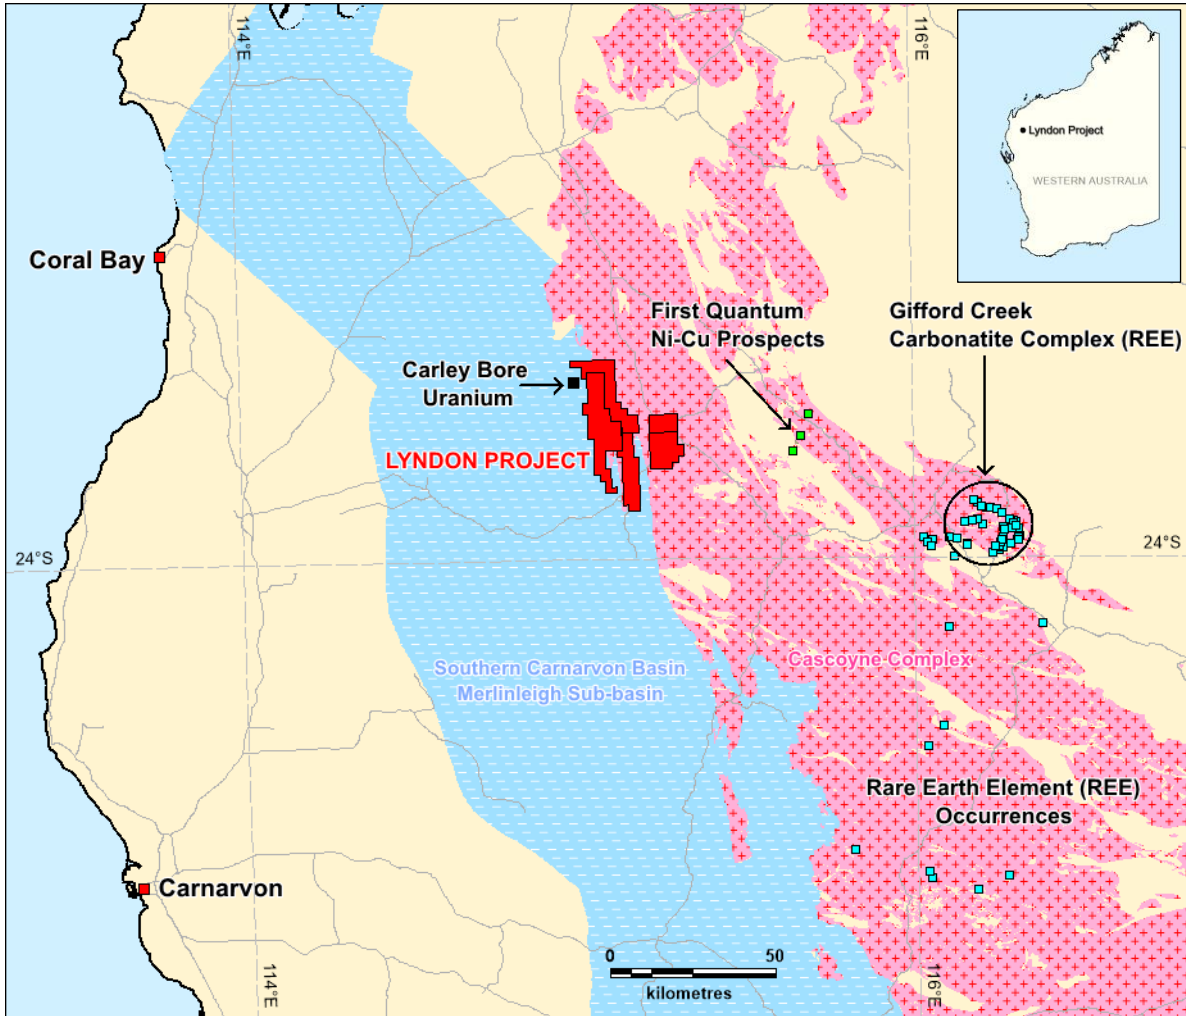 114°E
116°E
Lyndon Project
WESTERN AUSTRALIA
Coral Bay
First Quantum
Ni-Cu Prospects
Gifford Creek
Carbonatite Complex (REE)
Carley Bore
Uranium
LYNDON PROJECT
24°S
24°S
Southern Carnarvon Basin
Merlinleigh Sub-basin
Cascoyne Complex
Rare Earth Element (REE)
Occurrences
Carnarvon
0 50
kilometres
114°E
116°E